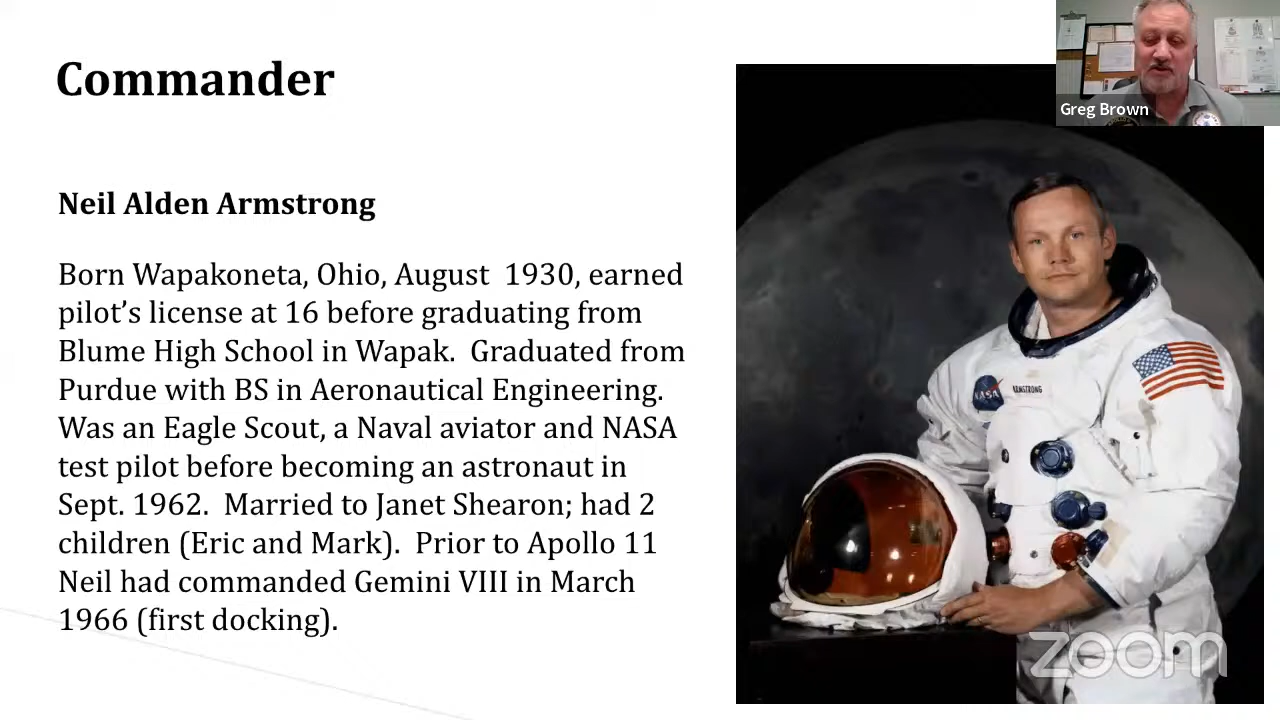 Commander
Greg Brown
Neil Alden Armstrong
Born Wapakoneta, Ohio, August  1930, earned
pilot’s license at 16 before graduating from
Blume High School in Wapak.  Graduated from
Purdue with BS in Aeronautical Engineering.
Was an Eagle Scout, a Naval aviator and NASA
test pilot before becoming an astronaut in
Sept. 1962.  Married to Janet Shearon; had 2
children (Eric and Mark).  Prior to Apollo 11
Neil had commanded Gemini VIII in March
1966 (first docking).
NASA
ARMSTRONG
zoom